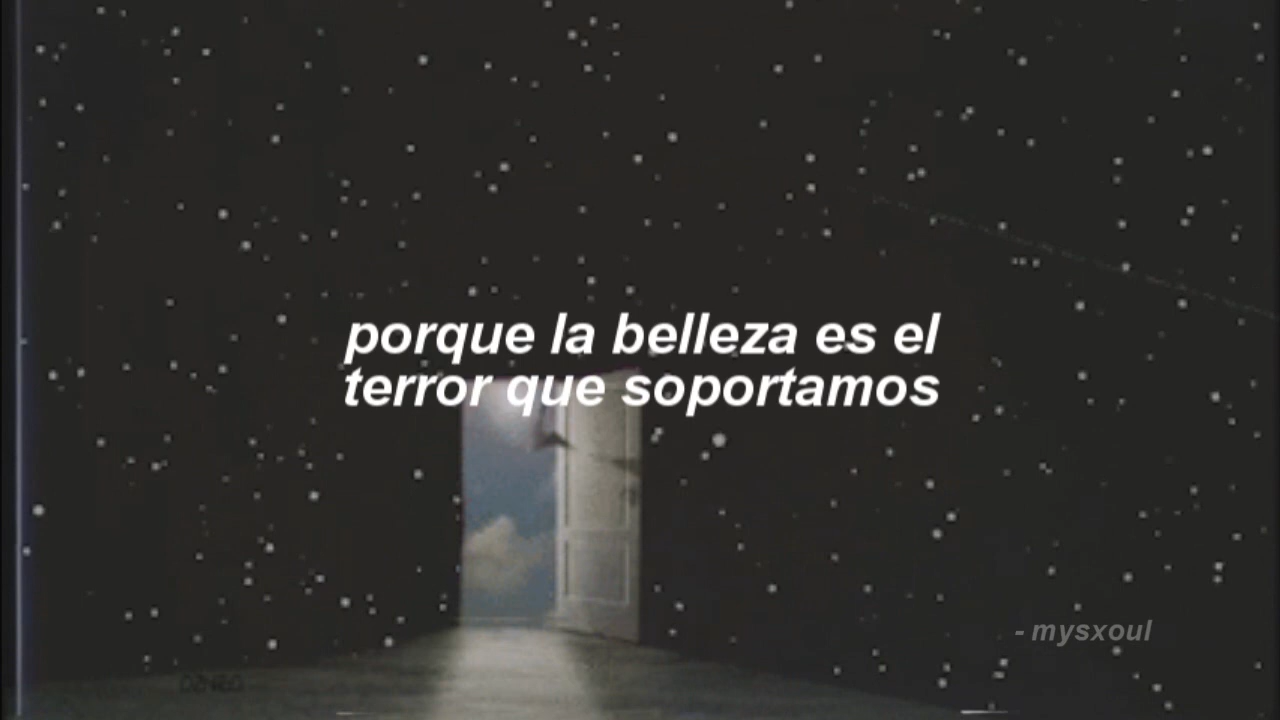 porque la belleza es el
terror que soportamos
- mysxoul